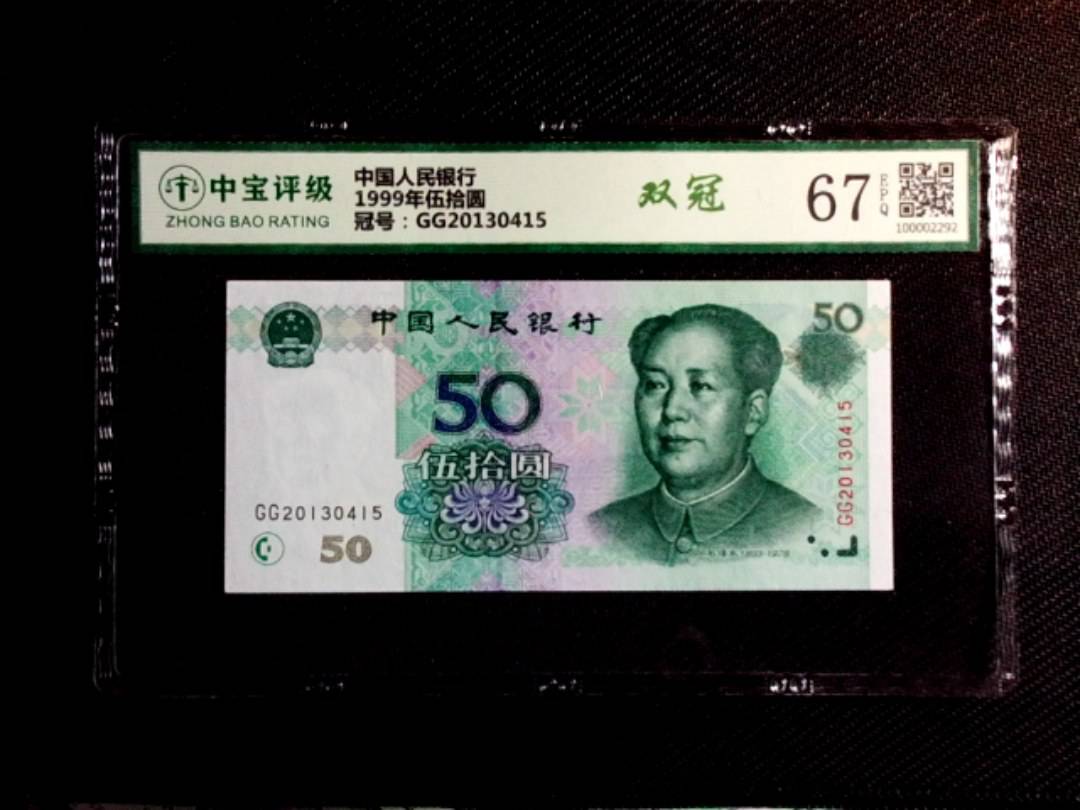 中宝评级
ZHONG BAO RATING
中国人民银行
1999年伍拾圆
冠号：GG20130415
双冠
67
EPQ
100002292
中国人民银行
50
50
伍拾圆
GG20130415
50
GG20130415